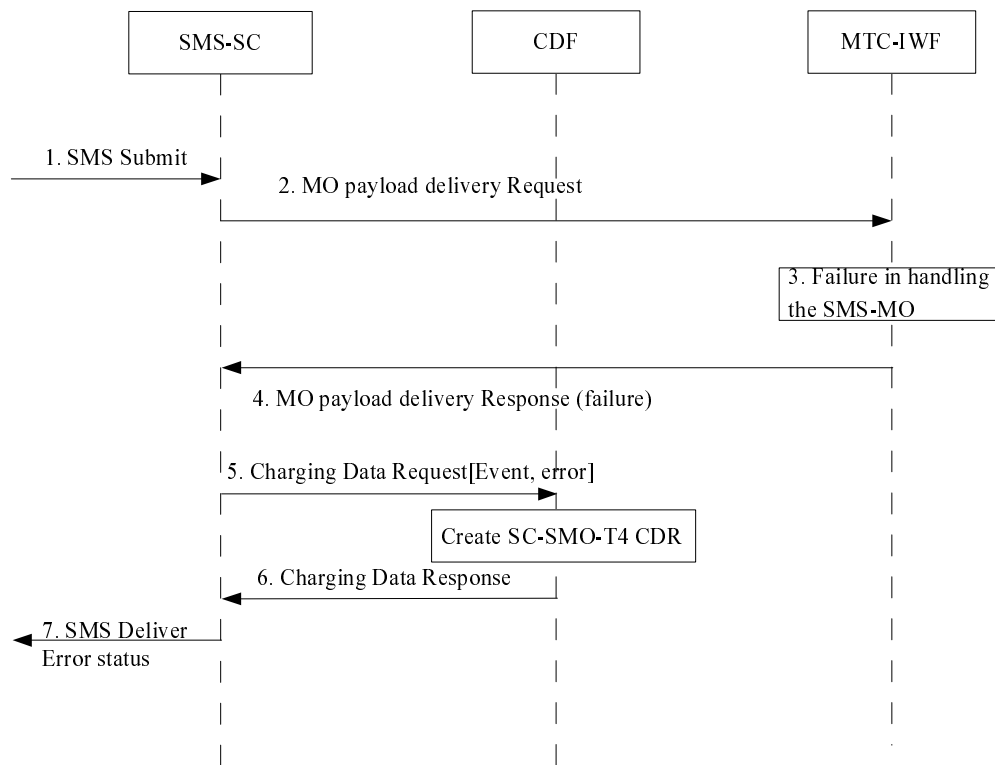 SMS-SC
CDF
MTC-IWF
1. SMS Submit
2. MO payload delivery Request
3. Failure in handling
the SMS-MO
4. MO payload delivery Response (failure)
5. Charging Data Request[Event, error]
Create SC-SMO-T4 CDR
6. Charging Data Response
7. SMS Deliver
Error status